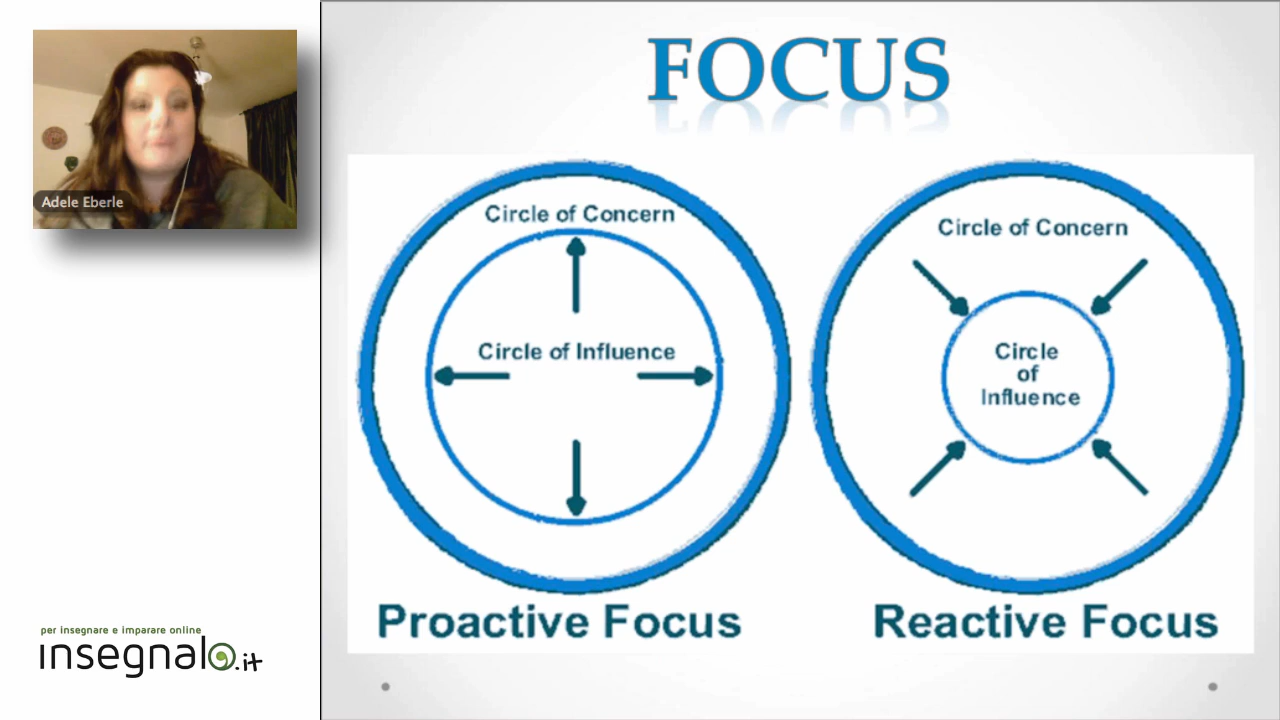 FOCUS
Adele Eberle
Circle of Concern
Circle of Influence
Proactive Focus
Circle of Concern
Circle
of
Influence
Reactive Focus
per insegnare e imparare online
insegnalo.it